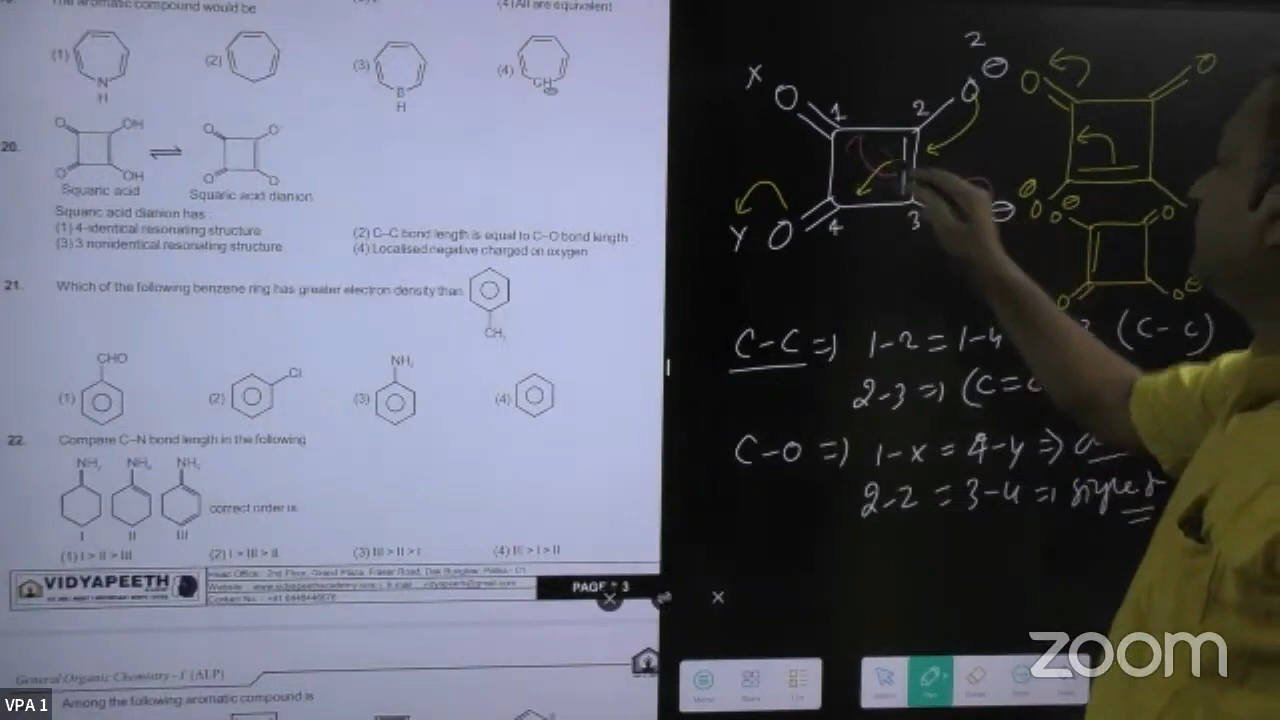 The aromatic compound would be
(4) All are equivalent
(1)
N
H
(2)
(3)
B
H
(4)
CH
20.
O
OH
O
OH
Squaric acid
O
O
O
O
Squaric acid dianion
Squaric acid dianion has :
(1) 4-identical resonating structure
(2) C–C bond length is equal to C–O bond length
(3) 3 nonidentical resonating structure
(4) Localised negative charged on oxygen
21.
Which of the following benzene ring has greater electron density than
CH3
(1)
CHO
(2)
Cl
(3)
NH2
(4)
22.
Compare C–N bond length in the following
NH2
NH2
NH2
I
II
III
correct order is
(1) I > II > III
(2) I > III > II
(3) III > II > I
(4) III > I > II
VIDYAPEETH
PAGE # 3
General Organic Chemistry - I (ALP)
Among the following aromatic compound is
VPA 1
X
O
1
2
O
2
Y
O
4
3
O
O
O
O
O
O
O
C-C => 1-2 = 1-4
(C-C)
2-3 => (C=C
C-O => 1-x = 4-y =>
2-2 = 3-4 =>
zoom